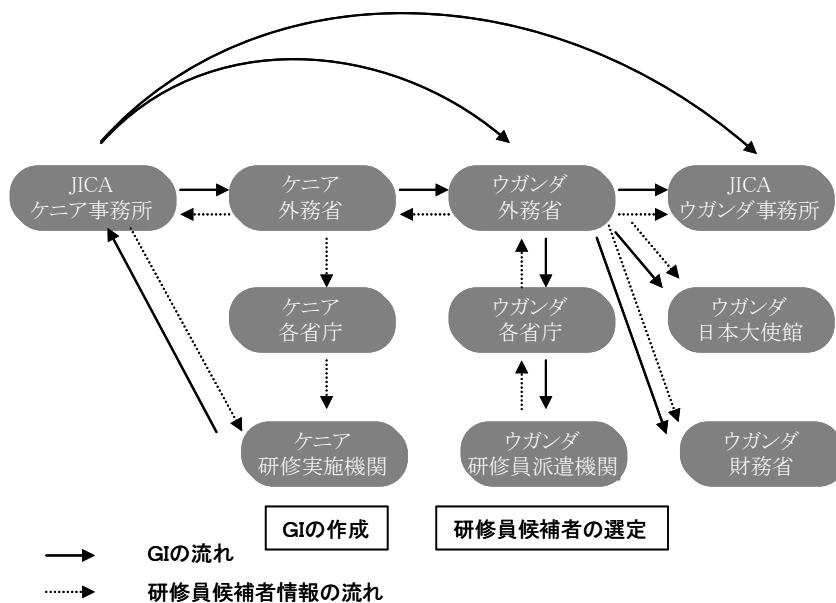 JICA
ケニア事務所
ケニア
外務省
ウガンダ
外務省
JICA
ウガンダ事務所
ケニア
各省庁
ウガンダ
各省庁
ウガンダ
日本大使館
ケニア
研修実施機関
ウガンダ
研修員派遣機関
ウガンダ
財務省
GIの作成
研修員候補者の選定
GIの流れ
研修員候補者情報の流れ